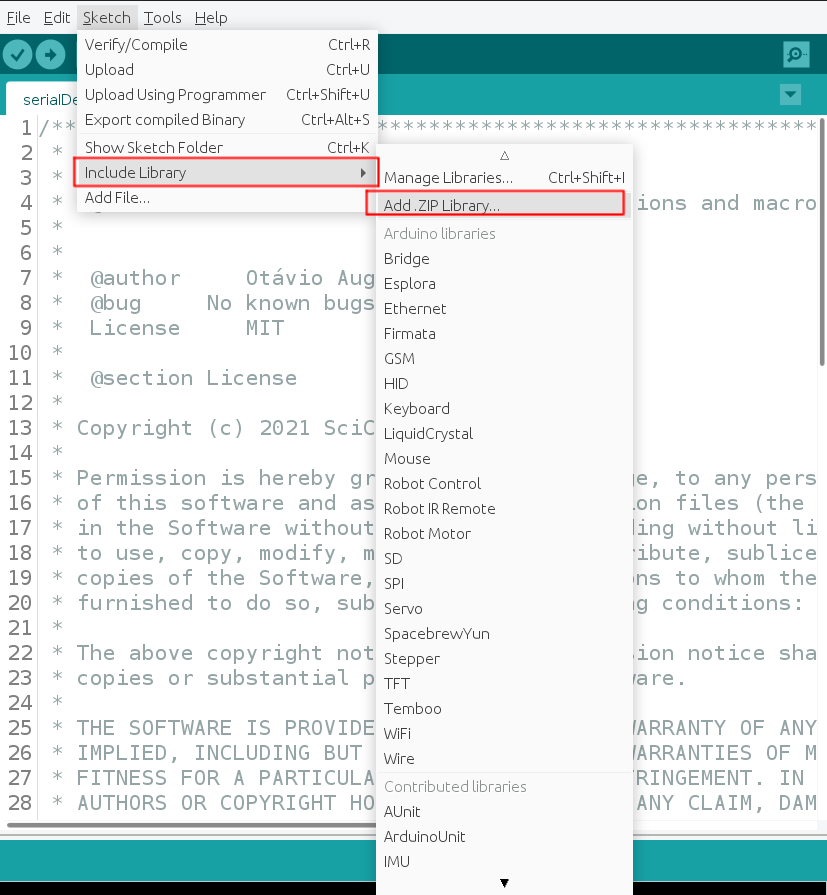 File Edit Sketch Tools Help
Verify/Compile Ctrl+R
Upload Ctrl+U
Upload Using Programmer Ctrl+Shift+U
Export compiled Binary Ctrl+Alt+S
Show Sketch Folder Ctrl+K
Include Library
Add File...
Manage Libraries... Ctrl+Shift+I
Add .ZIP Library...
Arduino libraries
Bridge
Esplora
Ethernet
Firmata
GSM
HID
Keyboard
LiquidCrystal
Mouse
Robot Control
Robot IR Remote
Robot Motor
SD
SPI
Servo
SpacebrewYun
Stepper
TFT
Temboo
WiFi
Wire
Contributed libraries
AUnit
ArduinoUnit
IMU
serialDe
1 /** *********************************
2 *
3 *
4 * @ ions and macro
5 *
6 *
7 * @author Otávio Aug
8 * @bug No known bugs
9 * License MIT
10 *
11 * @section License
12 *
13 * Copyright (c) 2021 SciC
14 *
15 * Permission is hereby gr e, to any pers
16 * of this software and as on files (the
17 * in the Software without ding without li
18 * to use, copy, modify, m ribute, sublice
19 * copies of the Software, ons to whom the
20 * furnished to do so, sub g conditions:
21 *
22 * The above copyright not sion notice sha
23 * copies or substantial p ware.
24 *
25 * THE SOFTWARE IS PROVIDE WARRANTY OF ANY
26 * IMPLIED, INCLUDING BUT WARRANTIES OF M
27 * FITNESS FOR A PARTICULA RINGEMENT. IN
28 * AUTHORS OR COPYRIGHT HO ANY CLAIM, DAM